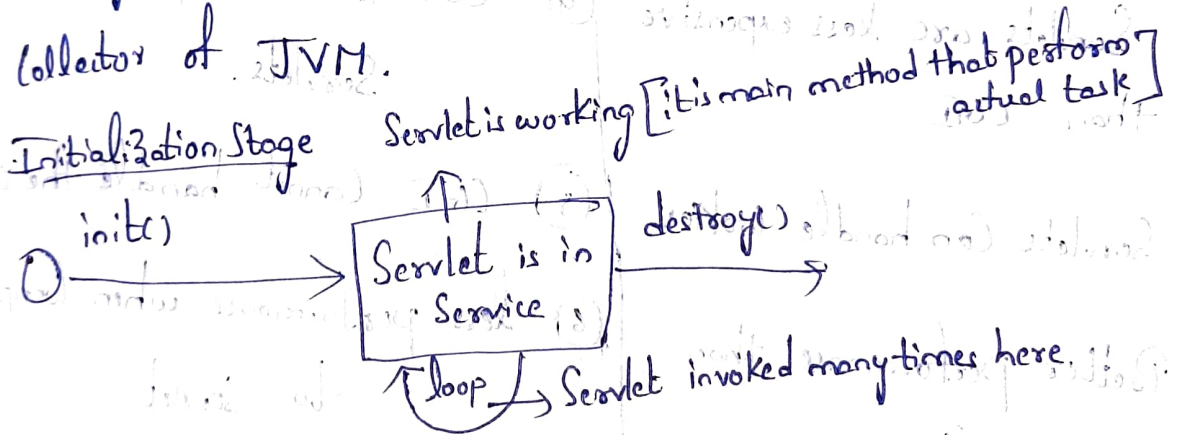 Collector of JVM.
Servlet is working [it is main method that performs
actual task]
Initialization Stage
init()
destroy().
Servlet is in
Service
loop
Servlet invoked many times here.